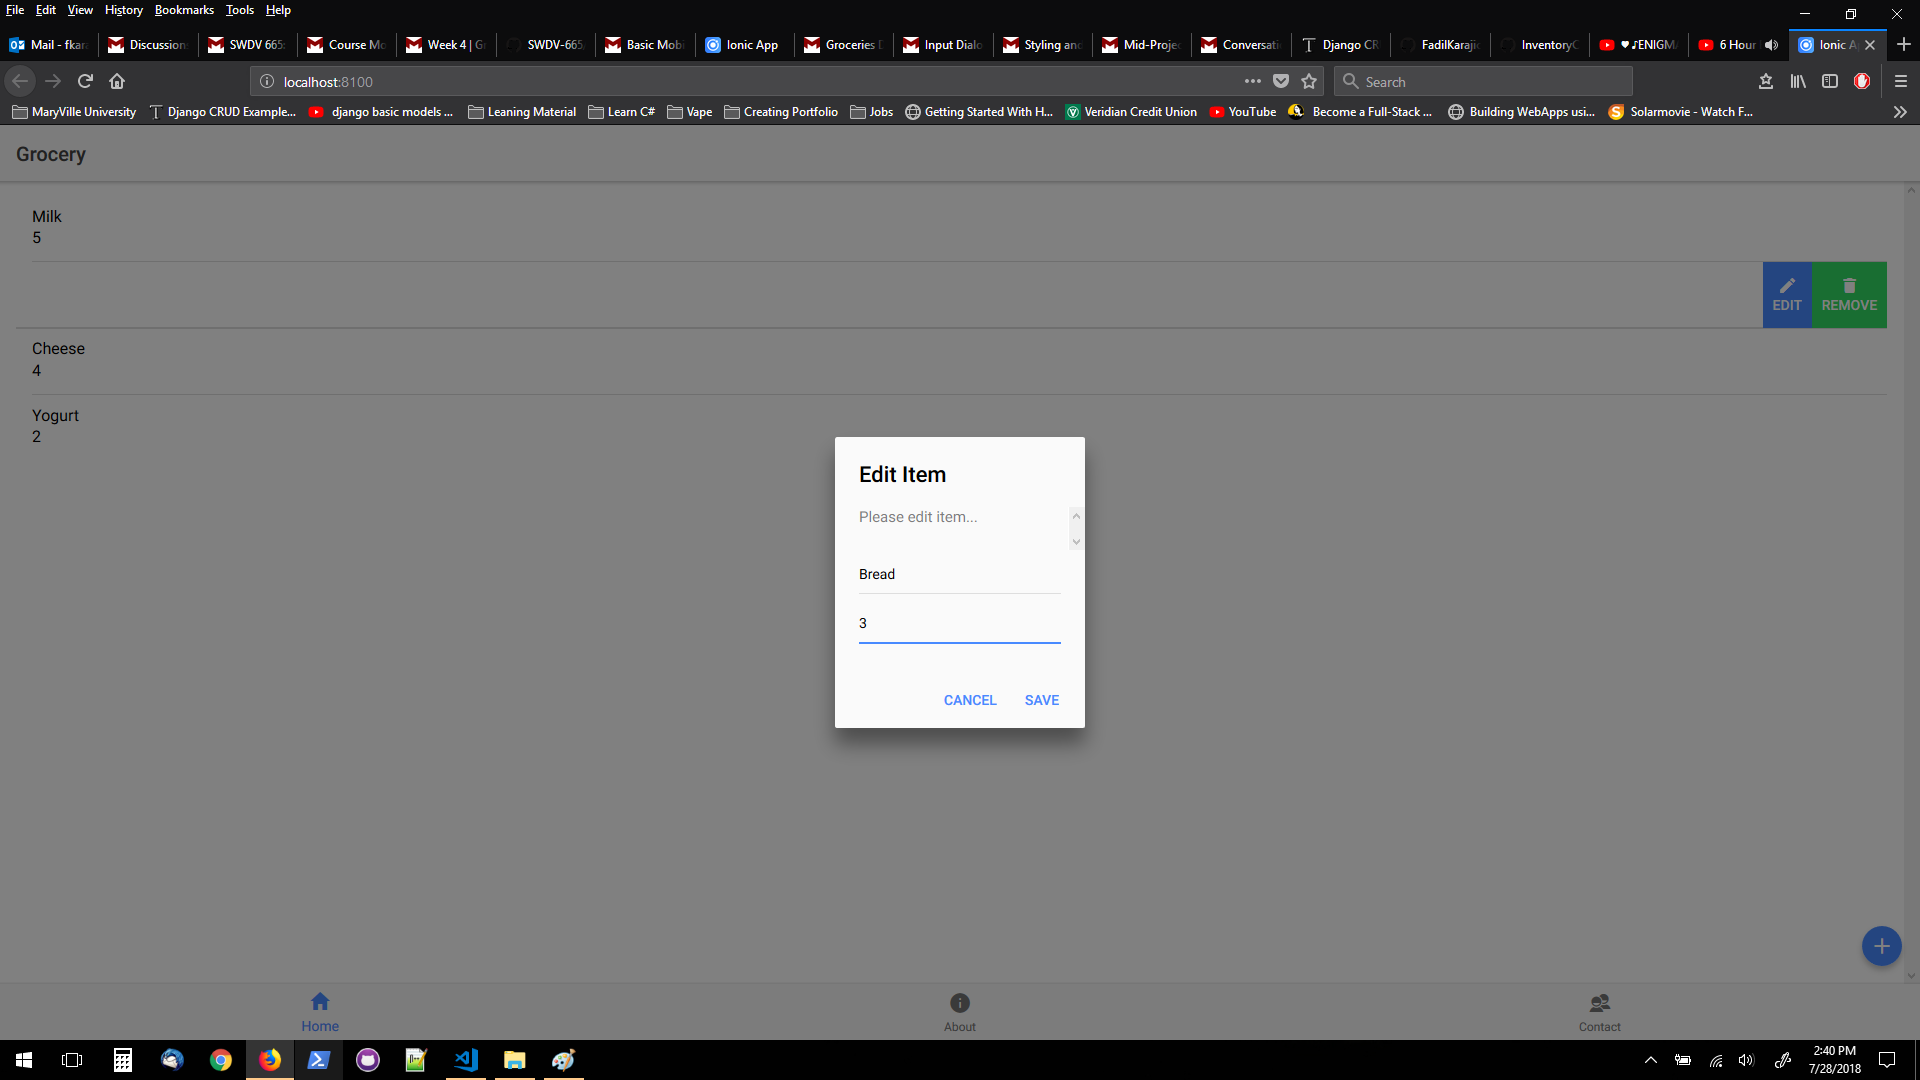 File Edit View History Bookmarks Tools Help
Mail - fkar Discussion SWDV 665 Course Mo Week 4 | G SWDV-665 Basic Mobi Ionic App Groceries Input Dialo Styling and Mid-Projec Conversati Django CR FadilKaraji InventoryC ♥♪ENIGMA 6 Hour Ionic A
localhost:8100 Search
MaryVille University Django CRUD Example... django basic models ... Leaning Material Learn C# Vape Creating Portfolio Jobs Getting Started With H... Veridian Credit Union YouTube Become a Full-Stack ... Building WebApps usi... Solarmovie - Watch F...
Grocery
Milk
5
EDIT REMOVE
Cheese
4
Yogurt
2
Edit Item
Please edit item...
Bread
3
CANCEL SAVE
Home About Contact
2:40 PM
7/28/2018